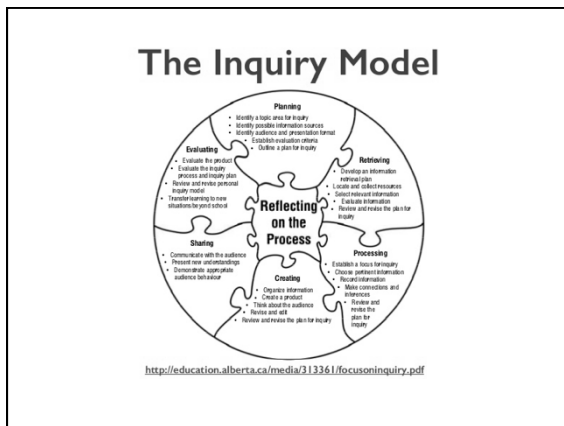 The Inquiry Model
Planning
• Identify a topic area for inquiry
• Identify possible information sources
• Identify audience and presentation format
• Establish evaluation criteria
• Outline a plan for inquiry
Retrieving
• Develop an information
retrieval plan
• Locate and collect resources
• Select relevant information
• Evaluate information
• Review and revise the plan for
inquiry
Processing
• Establish a focus for inquiry
• Choose pertinent information
• Record information
• Make connections and
inferences
• Review and
revise the
plan for
inquiry
Creating
• Organize information
• Create a product
• Think about the audience
• Revise and edit
• Review and revise the plan for inquiry
Sharing
• Communicate with the audience
• Present new understandings
• Demonstrate appropriate
audience behaviour
Evaluating
• Evaluate the product
• Evaluate the inquiry
process and inquiry plan
• Review and revise personal
inquiry model
• Transfer learning to new
situations beyond school
Reflecting
on the
Process
http://education.alberta.ca/media/313361/focusoninquiry.pdf